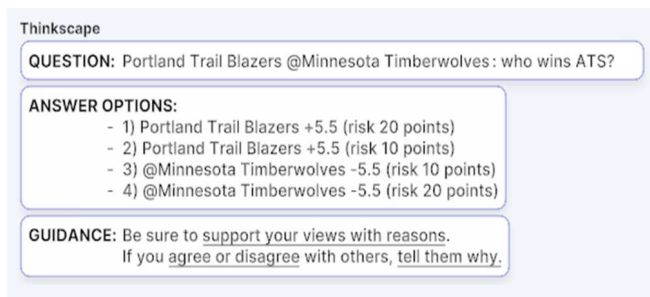 Thinkscape
QUESTION: Portland Trail Blazers @Minnesota Timberwolves: who wins ATS?
ANSWER OPTIONS:
- 1) Portland Trail Blazers +5.5 (risk 20 points)
- 2) Portland Trail Blazers +5.5 (risk 10 points)
- 3) @Minnesota Timberwolves -5.5 (risk 10 points)
- 4) @Minnesota Timberwolves -5.5 (risk 20 points)
GUIDANCE: Be sure to support your views with reasons.
If you agree or disagree with others, tell them why.